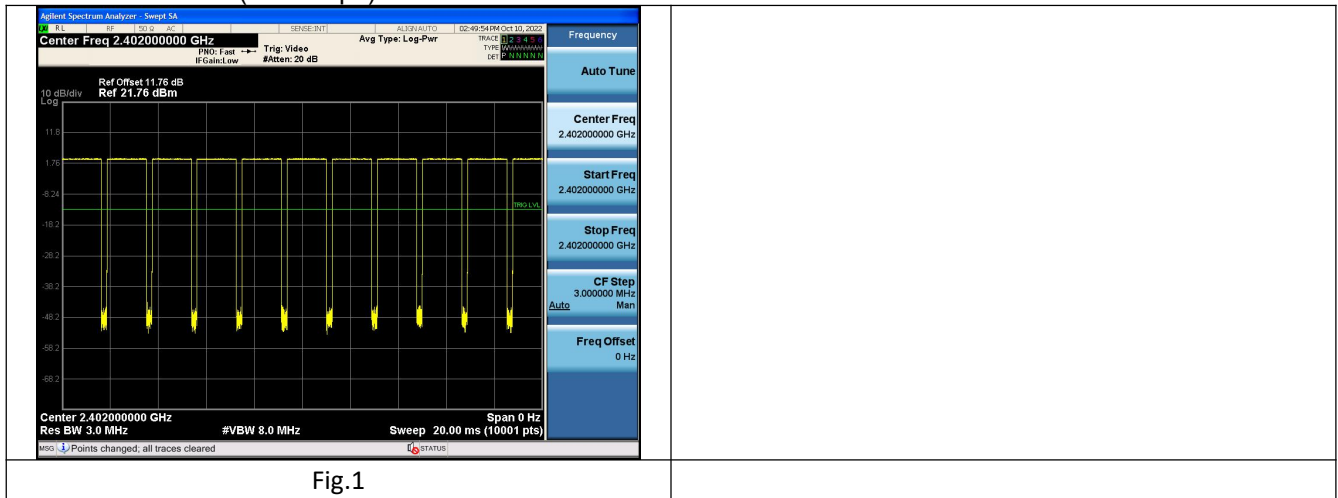 Agilent Spectrum Analyzer - Swept SA
RL RF 50 Ω AC SENSE:INT ALIGN AUTO 02:49:54 PM Oct 10, 2022
Center Freq 2.402000000 GHz
PNO: Fast
IFGain:Low
Trig: Video
#Atten: 20 dB
Avg Type: Log-Pwr
TRACE 1 2 3 4 5 6
TYPE
DET P N N N N N
Ref Offset 11.76 dB
10 dB/div Ref 21.76 dBm
Log
11.8
1.76
-8.24
TRIG LVL
-18.2
-28.2
-38.2
-48.2
-58.2
-68.2
Center 2.402000000 GHz Span 0 Hz
Res BW 3.0 MHz #VBW 8.0 MHz Sweep 20.00 ms (10001 pts)
MSG Points changed; all traces cleared STATUS
Frequency
Auto Tune
Center Freq
2.402000000 GHz
Start Freq
2.402000000 GHz
Stop Freq
2.402000000 GHz
CF Step
3.000000 MHz
Auto Man
Freq Offset
0 Hz
Fig.1